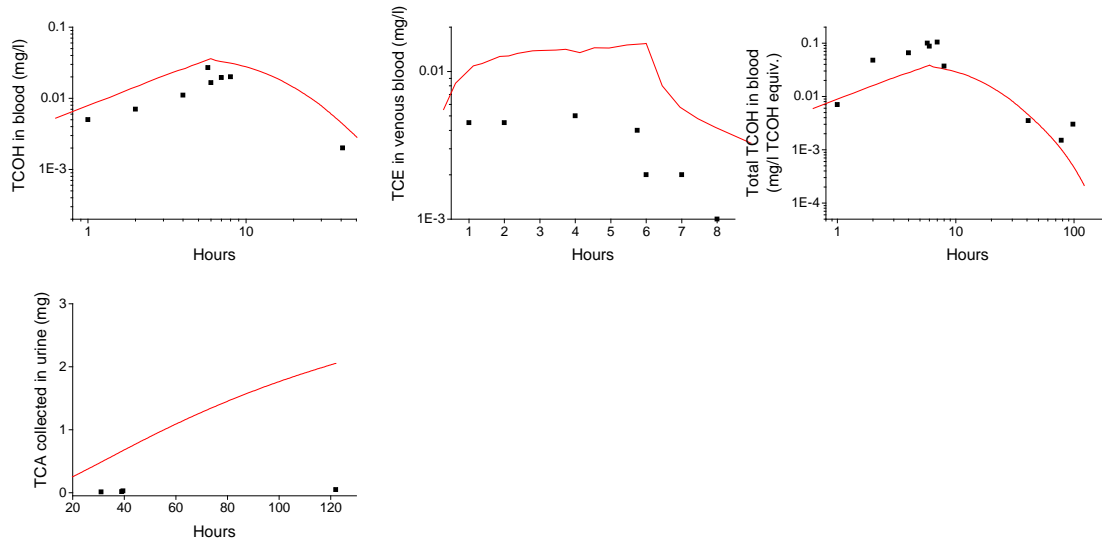 TCOH in blood (mg/l)
0.1
0.01
1E-3
1
10
Hours
TCE in venous blood (mg/l)
0.01
1E-3
1
2
3
4
5
6
7
8
Hours
Total TCOH in blood
(mg/l TCOH equiv.)
0.1
0.01
1E-3
1E-4
1
10
100
Hours
TCA collected in urine (mg)
3
2
1
0
20
40
60
80
100
120
Hours